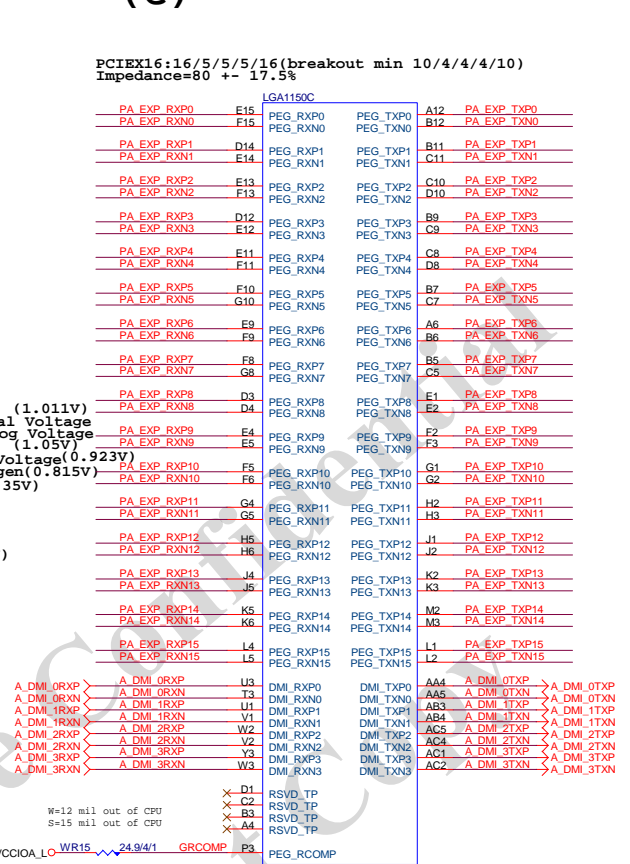 (C)
PCIEX16:16/5/5/5/16(breakout min 10/4/4/4/10)
Impedance=80 +- 17.5%
LGA1150C
PA_EXP_RXP0 E15 PEG_RXP0 PEG_TXP0 A12 PA_EXP_TXP0
PA_EXP_RXN0 F15 PEG_RXN0 PEG_TXN0 B12 PA_EXP_TXN0
PA_EXP_RXP1 D14 PEG_RXP1 PEG_TXP1 B11 PA_EXP_TXP1
PA_EXP_RXN1 E14 PEG_RXN1 PEG_TXN1 C11 PA_EXP_TXN1
PA_EXP_RXP2 E13 PEG_RXP2 PEG_TXP2 C10 PA_EXP_TXP2
PA_EXP_RXN2 F13 PEG_RXN2 PEG_TXN2 D10 PA_EXP_TXN2
PA_EXP_RXP3 D12 PEG_RXP3 PEG_TXP3 B9 PA_EXP_TXP3
PA_EXP_RXN3 E12 PEG_RXN3 PEG_TXN3 C9 PA_EXP_TXN3
PA_EXP_RXP4 E11 PEG_RXP4 PEG_TXP4 C8 PA_EXP_TXP4
PA_EXP_RXN4 F11 PEG_RXN4 PEG_TXN4 D8 PA_EXP_TXN4
PA_EXP_RXP5 F10 PEG_RXP5 PEG_TXP5 B7 PA_EXP_TXP5
PA_EXP_RXN5 G10 PEG_RXN5 PEG_TXN5 C7 PA_EXP_TXN5
PA_EXP_RXP6 E9 PEG_RXP6 PEG_TXP6 A6 PA_EXP_TXP6
PA_EXP_RXN6 F9 PEG_RXN6 PEG_TXN6 B6 PA_EXP_TXN6
PA_EXP_RXP7 F8 PEG_RXP7 PEG_TXP7 B5 PA_EXP_TXP7
PA_EXP_RXN7 G8 PEG_RXN7 PEG_TXN7 C5 PA_EXP_TXN7
PA_EXP_RXP8 D3 PEG_RXP8 PEG_TXP8 E1 PA_EXP_TXP8
PA_EXP_RXN8 D4 PEG_RXN8 PEG_TXN8 E2 PA_EXP_TXN8
(1.011V)
al Voltage
og Voltage
(1.05V)
Voltage(0.923V)
gen(0.815V)
35V)
)
PA_EXP_RXP9 E4 PEG_RXP9 PEG_TXP9 F2 PA_EXP_TXP9
PA_EXP_RXN9 E5 PEG_RXN9 PEG_TXN9 F3 PA_EXP_TXN9
PA_EXP_RXP10 F5 PEG_RXP10 PEG_TXP10 G1 PA_EXP_TXP10
PA_EXP_RXN10 F6 PEG_RXN10 PEG_TXN10 G2 PA_EXP_TXN10
PA_EXP_RXP11 G4 PEG_RXP11 PEG_TXP11 H2 PA_EXP_TXP11
PA_EXP_RXN11 G5 PEG_RXN11 PEG_TXN11 H3 PA_EXP_TXN11
PA_EXP_RXP12 H5 PEG_RXP12 PEG_TXP12 J1 PA_EXP_TXP12
PA_EXP_RXN12 H6 PEG_RXN12 PEG_TXN12 J2 PA_EXP_TXN12
PA_EXP_RXP13 J4 PEG_RXP13 PEG_TXP13 K2 PA_EXP_TXP13
PA_EXP_RXN13 J5 PEG_RXN13 PEG_TXN13 K3 PA_EXP_TXN13
PA_EXP_RXP14 K5 PEG_RXP14 PEG_TXP14 M2 PA_EXP_TXP14
PA_EXP_RXN14 K6 PEG_RXN14 PEG_TXN14 M3 PA_EXP_TXN14
PA_EXP_RXP15 L4 PEG_RXP15 PEG_TXP15 L1 PA_EXP_TXP15
PA_EXP_RXN15 L5 PEG_RXN15 PEG_TXN15 L2 PA_EXP_TXN15
A_DMI_0RXP A_DMI_0RXP U3 DMI_RXP0 DMI_TXP0 AA4 A_DMI_0TXP A_DMI_0TXP
A_DMI_0RXN A_DMI_0RXN T3 DMI_RXN0 DMI_TXN0 AA5 A_DMI_0TXN A_DMI_0TXN
A_DMI_1RXP A_DMI_1RXP U1 DMI_RXP1 DMI_TXP1 AB3 A_DMI_1TXP A_DMI_1TXP
A_DMI_1RXN A_DMI_1RXN V1 DMI_RXN1 DMI_TXN1 AB4 A_DMI_1TXN A_DMI_1TXN
A_DMI_2RXP A_DMI_2RXP W2 DMI_RXP2 DMI_TXP2 AC5 A_DMI_2TXP A_DMI_2TXP
A_DMI_2RXN A_DMI_2RXN V2 DMI_RXN2 DMI_TXN2 AC4 A_DMI_2TXN A_DMI_2TXN
A_DMI_3RXP A_DMI_3RXP Y3 DMI_RXP3 DMI_TXP3 AC1 A_DMI_3TXP A_DMI_3TXP
A_DMI_3RXN A_DMI_3RXN W3 DMI_RXN3 DMI_TXN3 AC2 A_DMI_3TXN A_DMI_3TXN
D1 RSVD_TP
C2 RSVD_TP
B3 RSVD_TP
A4 RSVD_TP
W=12 mil out of CPU
S=15 mil out of CPU
VCCIOA_L WR15 24.9/4/1 GRCOMP P3 PEG_RCOMP
e Confidential
t Copy